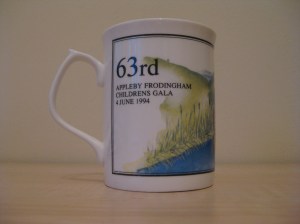 63rd
APPLEBY FRODINGHAM
CHILDRENS GALA
4 JUNE 1994